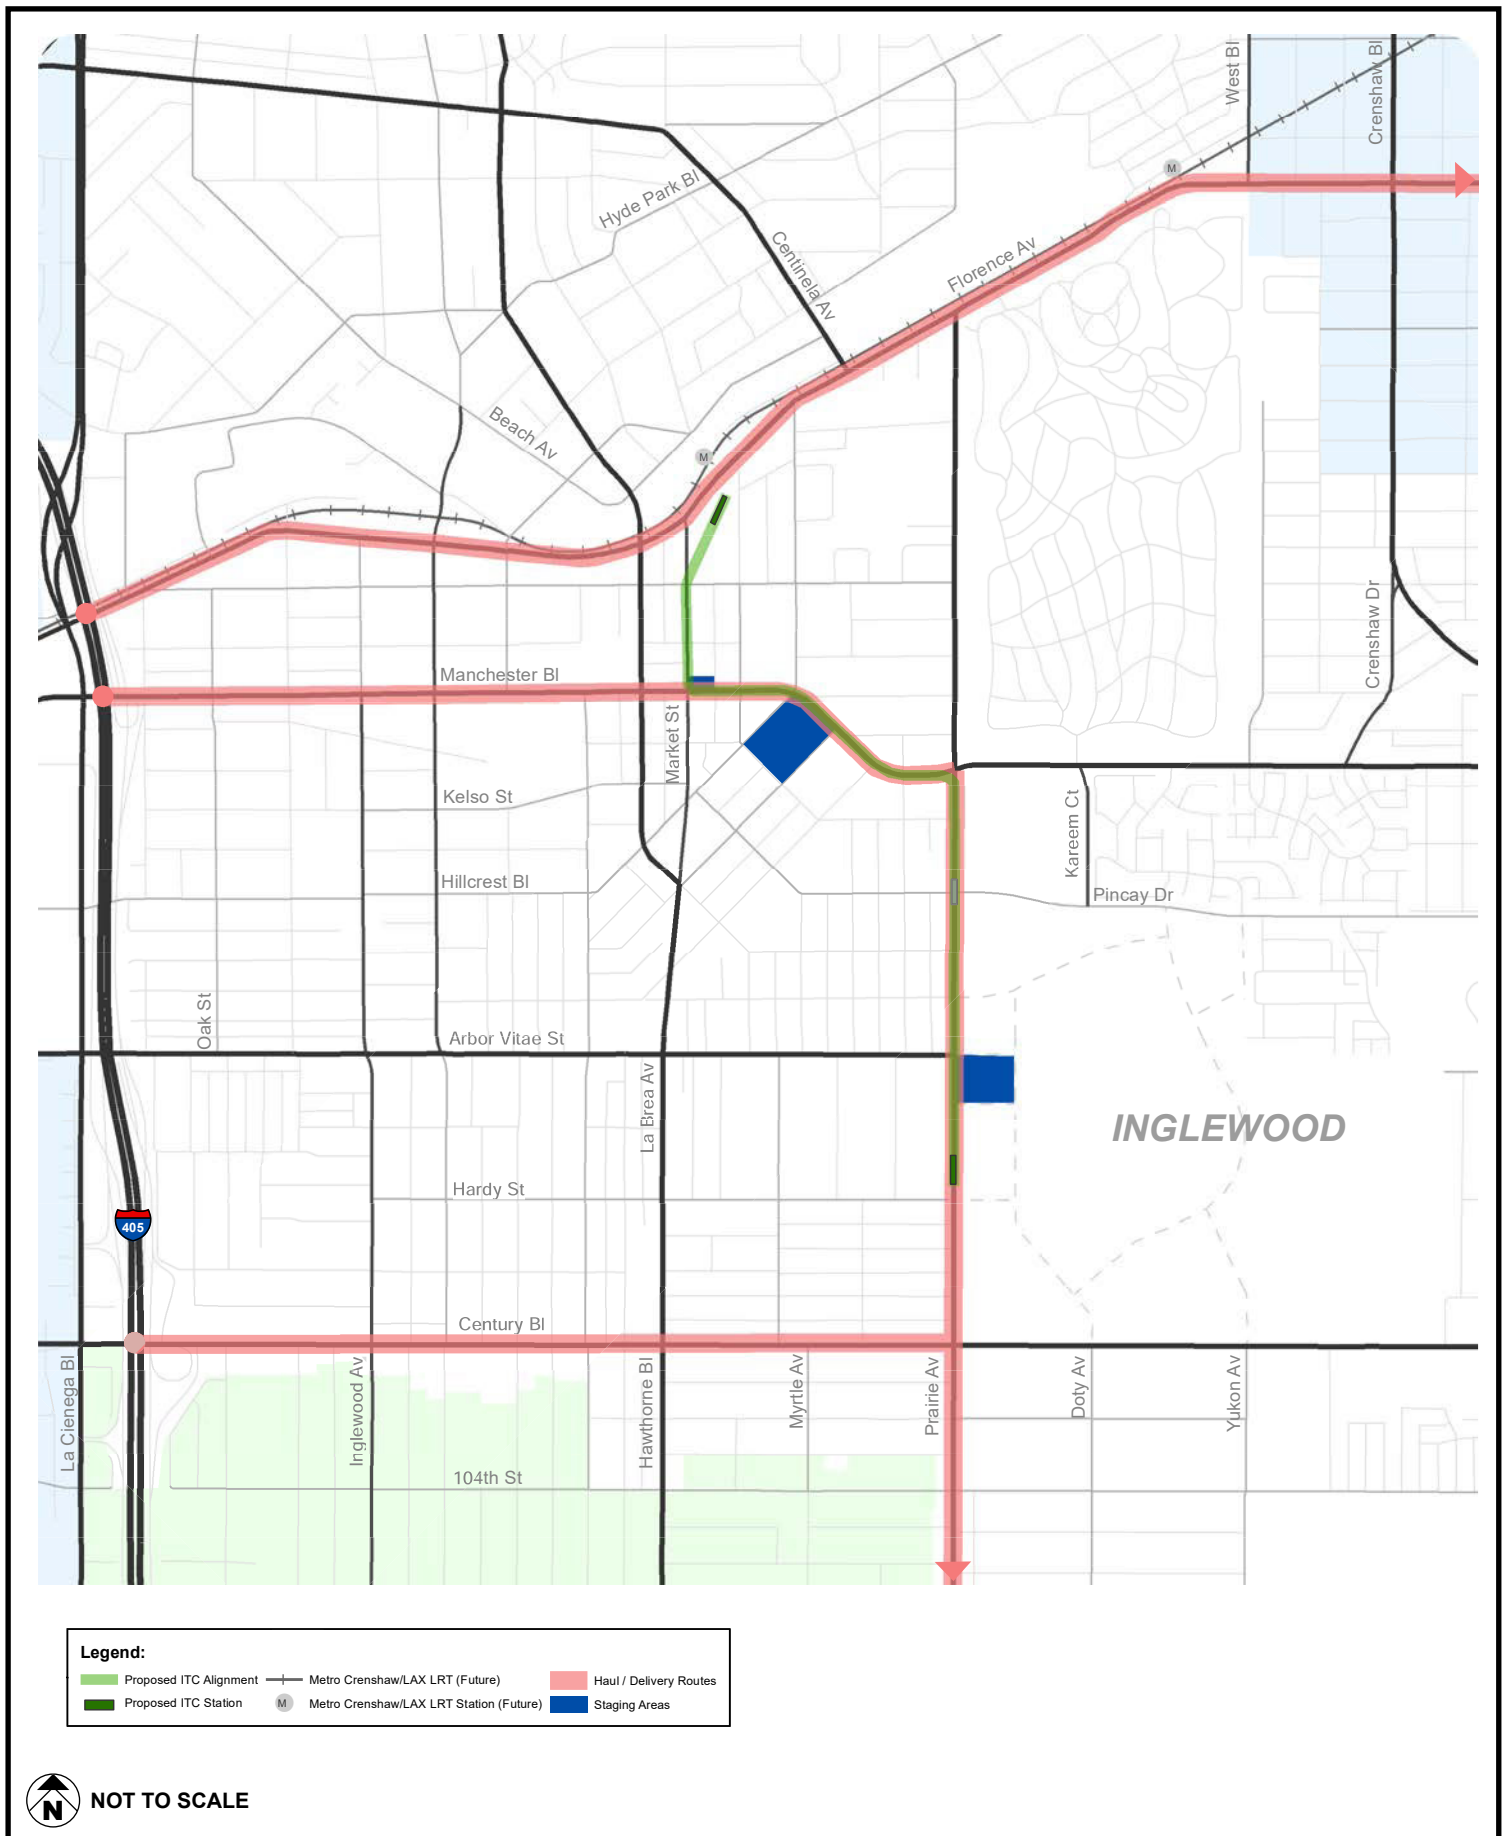 West Bl
Crenshaw Bl
M
Hyde Park Bl
Centinela Av
Florence Av
Beach Av
M
Crenshaw Dr
Manchester Bl
Market St
Kelso St
Kareem Ct
Hillcrest Bl
Pincay Dr
Oak St
Arbor Vitae St
La Brea Av
INGLEWOOD
Hardy St
405
Century Bl
La Cienega Bl
Inglewood Av
Hawthorne Bl
Myrtle Av
Prairie Av
Doty Av
Yukon Av
104th St
Legend:
Proposed ITC Alignment
Metro Crenshaw/LAX LRT (Future)
Haul / Delivery Routes
Proposed ITC Station
M
Metro Crenshaw/LAX LRT Station (Future)
Staging Areas
N
NOT TO SCALE